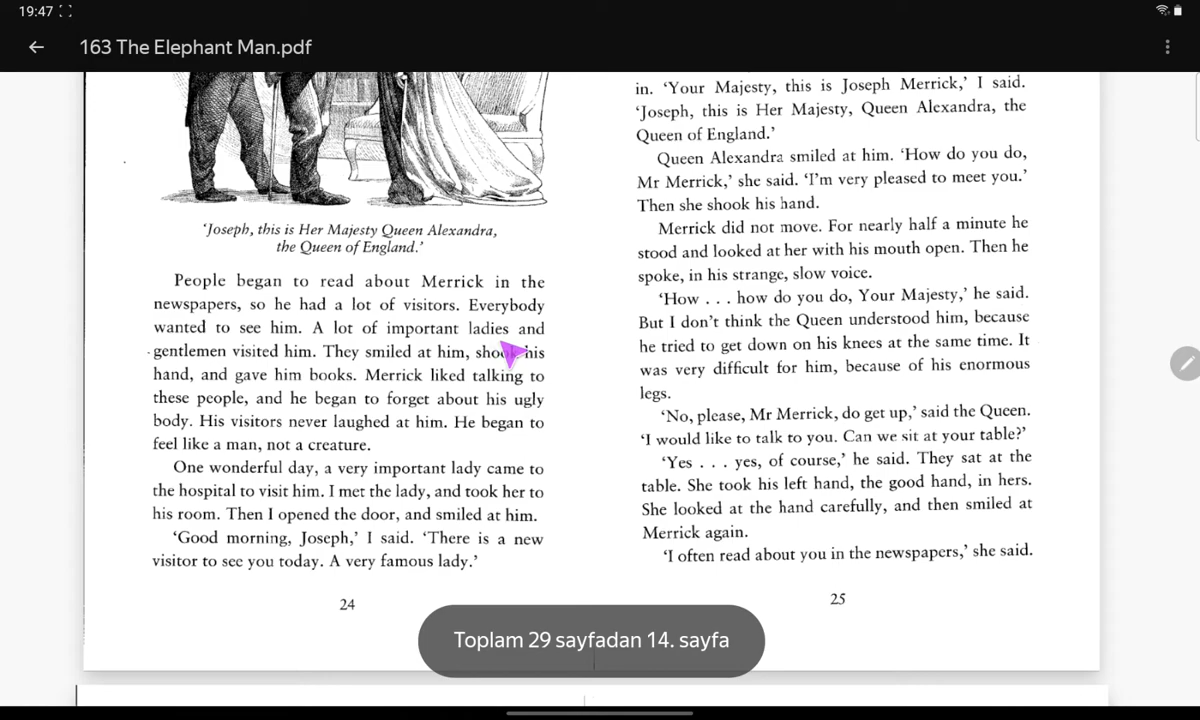 19:47
163 The Elephant Man.pdf
'Joseph, this is Her Majesty Queen Alexandra,
the Queen of England.'
People began to read about Merrick in the
newspapers, so he had a lot of visitors. Everybody
wanted to see him. A lot of important ladies and
gentlemen visited him. They smiled at him, shook his
hand, and gave him books. Merrick liked talking to
these people, and he began to forget about his ugly
body. His visitors never laughed at him. He began to
feel like a man, not a creature.
One wonderful day, a very important lady came to
the hospital to visit him. I met the lady, and took her to
his room. Then I opened the door, and smiled at him.
'Good morning, Joseph,' I said. 'There is a new
visitor to see you today. A very famous lady.'
24
in. 'Your Majesty, this is Joseph Merrick,' I said.
'Joseph, this is Her Majesty, Queen Alexandra, the
Queen of England.'
Queen Alexandra smiled at him. 'How do you do,
Mr Merrick,' she said. 'I'm very pleased to meet you.'
Then she shook his hand.
Merrick did not move. For nearly half a minute he
stood and looked at her with his mouth open. Then he
spoke, in his strange, slow voice.
'How . . . how do you do, Your Majesty,' he said.
But I don't think the Queen understood him, because
he tried to get down on his knees at the same time. It
was very difficult for him, because of his enormous
legs.
'No, please, Mr Merrick, do get up,' said the Queen.
'I would like to talk to you. Can we sit at your table?'
'Yes . . . yes, of course,' he said. They sat at the
table. She took his left hand, the good hand, in hers.
She looked at the hand carefully, and then smiled at
Merrick again.
'I often read about you in the newspapers,' she said.
25
Toplam 29 sayfadan 14. sayfa